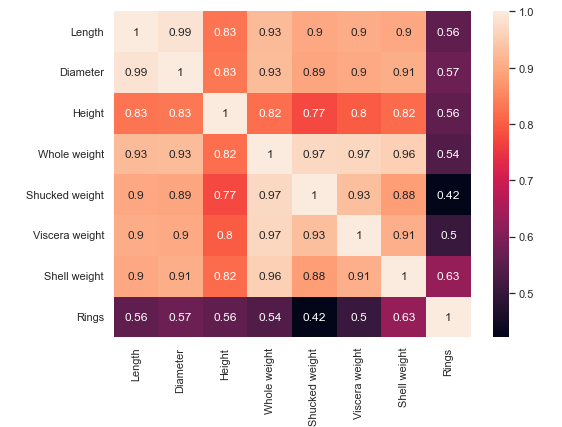 Length 1 0.99 0.83 0.93 0.9 0.9 0.9 0.56
Diameter 0.99 1 0.83 0.93 0.89 0.9 0.91 0.57
Height 0.83 0.83 1 0.82 0.77 0.8 0.82 0.56
Whole weight 0.93 0.93 0.82 1 0.97 0.97 0.96 0.54
Shucked weight 0.9 0.89 0.77 0.97 1 0.93 0.88 0.42
Viscera weight 0.9 0.9 0.8 0.97 0.93 1 0.91 0.5
Shell weight 0.9 0.91 0.82 0.96 0.88 0.91 1 0.63
Rings 0.56 0.57 0.56 0.54 0.42 0.5 0.63 1
Length
Diameter
Height
Whole weight
Shucked weight
Viscera weight
Shell weight
Rings
1.0
0.9
0.8
0.7
0.6
0.5